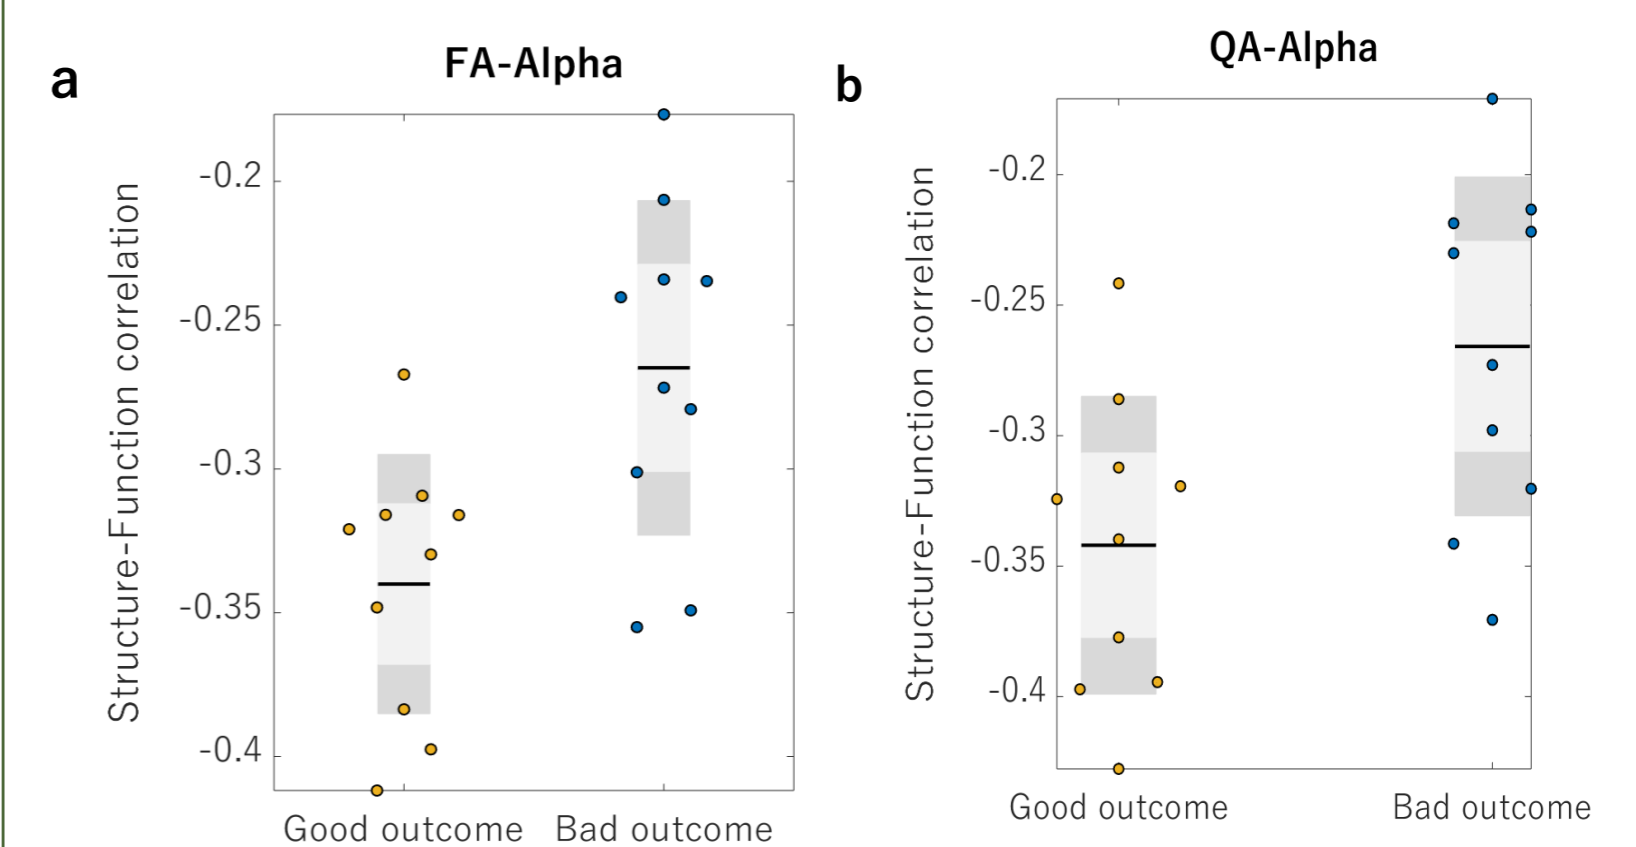 a
FA-Alpha
Structure-Function correlation
-0.2
-0.25
-0.3
-0.35
-0.4
Good outcome
Bad outcome
b
QA-Alpha
Structure-Function correlation
-0.2
-0.25
-0.3
-0.35
-0.4
Good outcome
Bad outcome